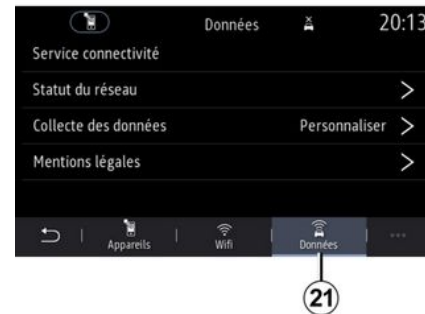 Données 20:13
Service connectivité
Statut du réseau
Collecte des données Personnaliser
Mentions légales
Appareils Wifi Données
21